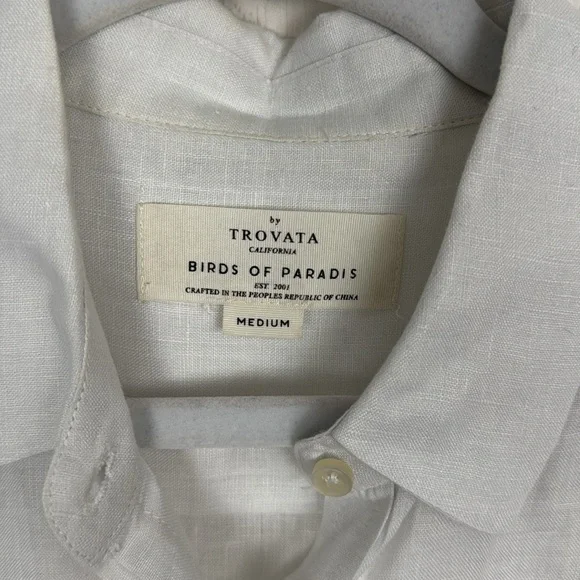 by
TROVATA
CALIFORNIA
BIRDS OF PARADIS
EST. 2001
CRAFTED IN THE PEOPLES REPUBLIC OF CHINA
MEDIUM